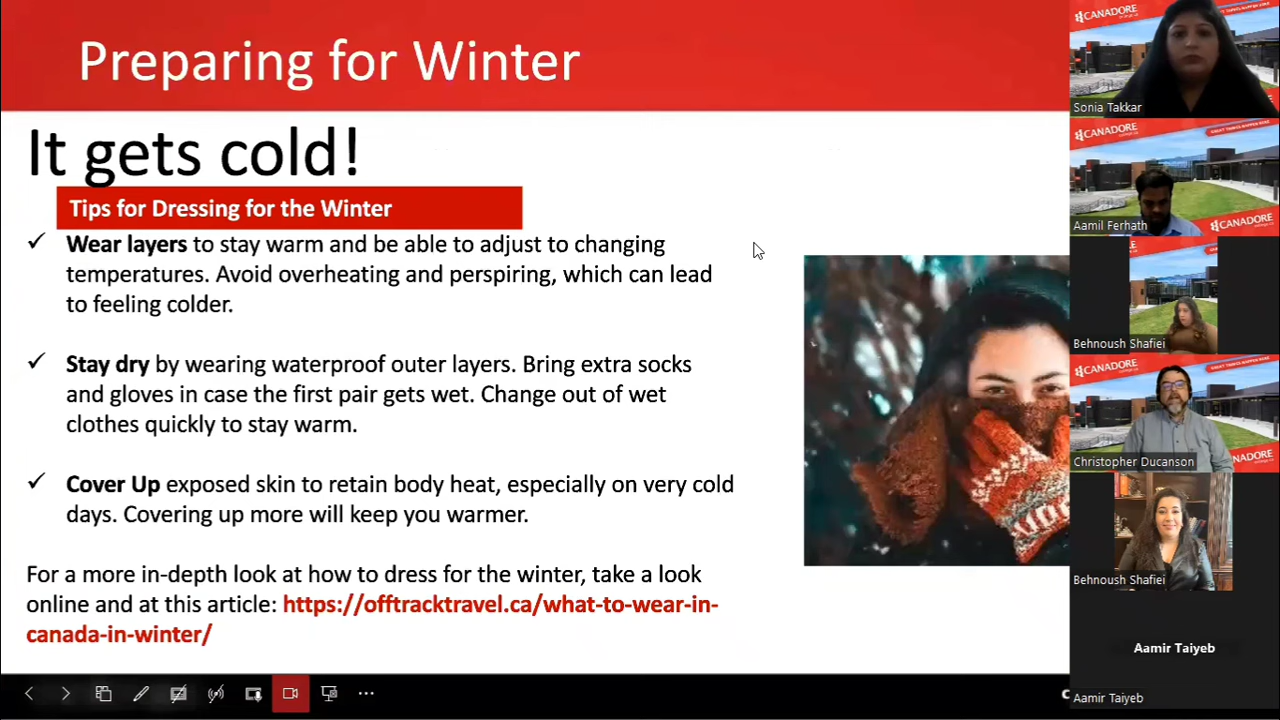 Preparing for Winter
It gets cold!
Tips for Dressing for the Winter
Wear layers to stay warm and be able to adjust to changing
temperatures. Avoid overheating and perspiring, which can lead
to feeling colder.
Stay dry by wearing waterproof outer layers. Bring extra socks
and gloves in case the first pair gets wet. Change out of wet
clothes quickly to stay warm.
Cover Up exposed skin to retain body heat, especially on very cold
days. Covering up more will keep you warmer.
For a more in-depth look at how to dress for the winter, take a look
online and at this article: https://offtracktravel.ca/what-to-wear-in-
canada-in-winter/
CANADORE
Sonia Takkar
CANADORE
CANADORE
Aamil Ferhath
Behnoush Shafiei
CANADORE
Christopher Ducanson
Behnoush Shafiei
Aamir Taiyeb
Aamir Taiyeb